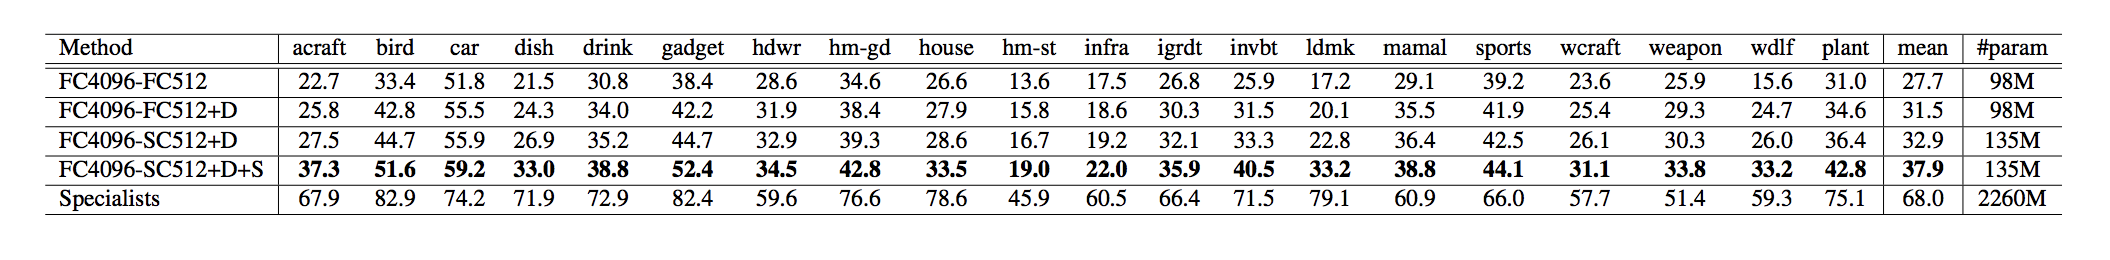 Method acraft bird car dish drink gadget hdwr hm-gd house hm-st infra igrdt invbt ldmk mamal sports wcraft weapon wdlf plant mean #param
FC4096-FC512 22.7 33.4 51.8 21.5 30.8 38.4 28.6 34.6 26.6 13.6 17.5 26.8 25.9 17.2 29.1 39.2 23.6 25.9 15.6 31.0 27.7 98M
FC4096-FC512+D 25.8 42.8 55.5 24.3 34.0 42.2 31.9 38.4 27.9 15.8 18.6 30.3 31.5 20.1 35.5 41.9 25.4 29.3 24.7 34.6 31.5 98M
FC4096-SC512+D 27.5 44.7 55.9 26.9 35.2 44.7 32.9 39.3 28.6 16.7 19.2 32.1 33.3 22.8 36.4 42.5 26.1 30.3 26.0 36.4 32.9 135M
FC4096-SC512+D+S 37.3 51.6 59.2 33.0 38.8 52.4 34.5 42.8 33.5 19.0 22.0 35.9 40.5 33.2 38.8 44.1 31.1 33.8 33.2 42.8 37.9 135M
Specialists 67.9 82.9 74.2 71.9 72.9 82.4 59.6 76.6 78.6 45.9 60.5 66.4 71.5 79.1 60.9 66.0 57.7 51.4 59.3 75.1 68.0 2260M